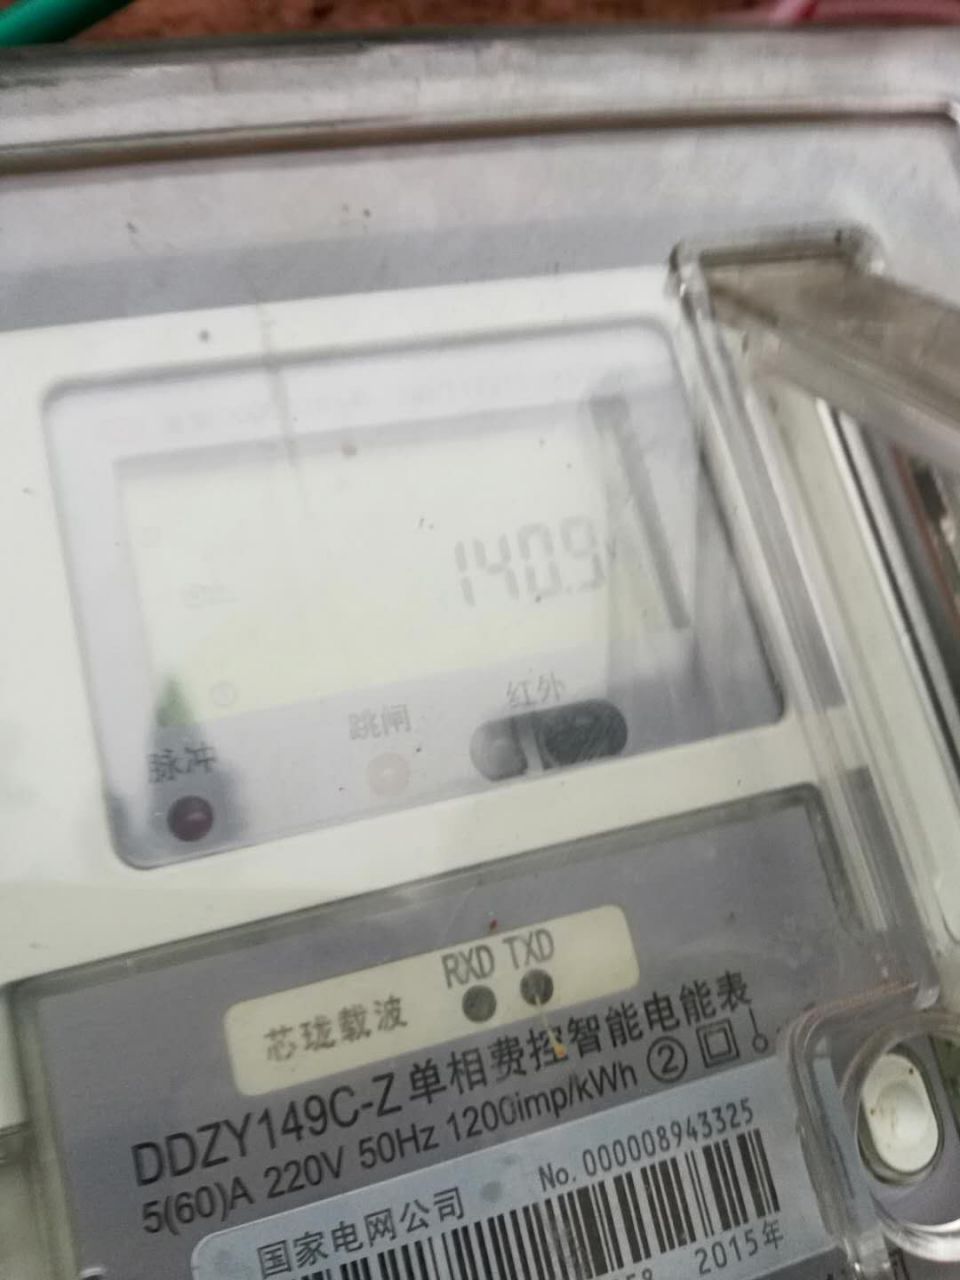 140.9
红外
跳闸
脉冲
RXD TXD
芯珑载波
DDZY149C-Z 单相费控智能电能表
5(60)A 220V 50Hz 1200imp/kWh ②
No. 000008943325
国家电网公司
2015年